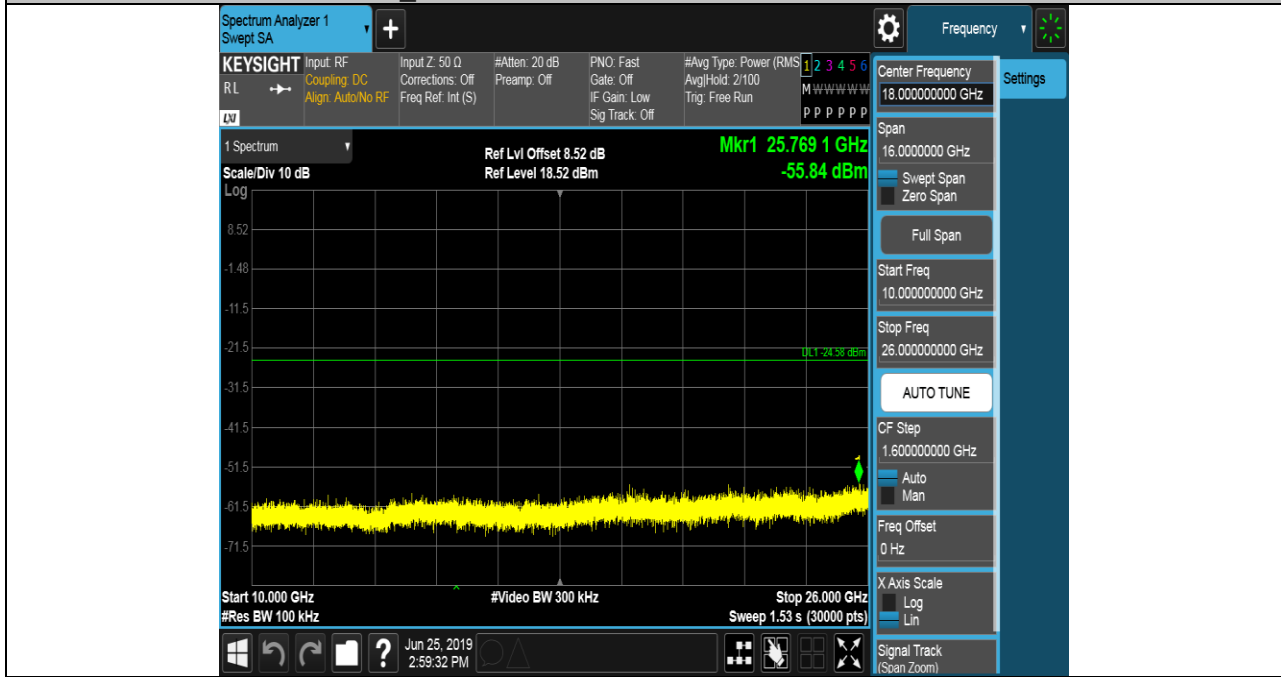 Spectrum Analyzer 1
Swept SA
+
Frequency
KEYSIGHT
RL
LXI
Input: RF
Coupling: DC
Align: Auto/No RF
Input Z: 50 Ω
Corrections: Off
Freq Ref: Int (S)
#Atten: 20 dB
Preamp: Off
PNO: Fast
Gate: Off
IF Gain: Low
Sig Track: Off
#Avg Type: Power (RMS
Avg|Hold: 2/100
Trig: Free Run
1 2 3 4 5 6
M W W W W W
P P P P P P
1 Spectrum
Scale/Div 10 dB
Log
Ref Lvl Offset 8.52 dB
Ref Level 18.52 dBm
Mkr1 25.769 1 GHz
-55.84 dBm
8.52
-1.48
-11.5
-21.5
DL1 -24.58 dBm
-31.5
-41.5
-51.5
1
-61.5
-71.5
Start 10.000 GHz
#Res BW 100 kHz
#Video BW 300 kHz
Stop 26.000 GHz
Sweep 1.53 s (30000 pts)
?
Jun 25, 2019
2:59:32 PM
Center Frequency
18.000000000 GHz
Settings
Span
16.0000000 GHz
Swept Span
Zero Span
Full Span
Start Freq
10.000000000 GHz
Stop Freq
26.000000000 GHz
AUTO TUNE
CF Step
1.600000000 GHz
Auto
Man
Freq Offset
0 Hz
X Axis Scale
Log
Lin
Signal Track
(Span Zoom)